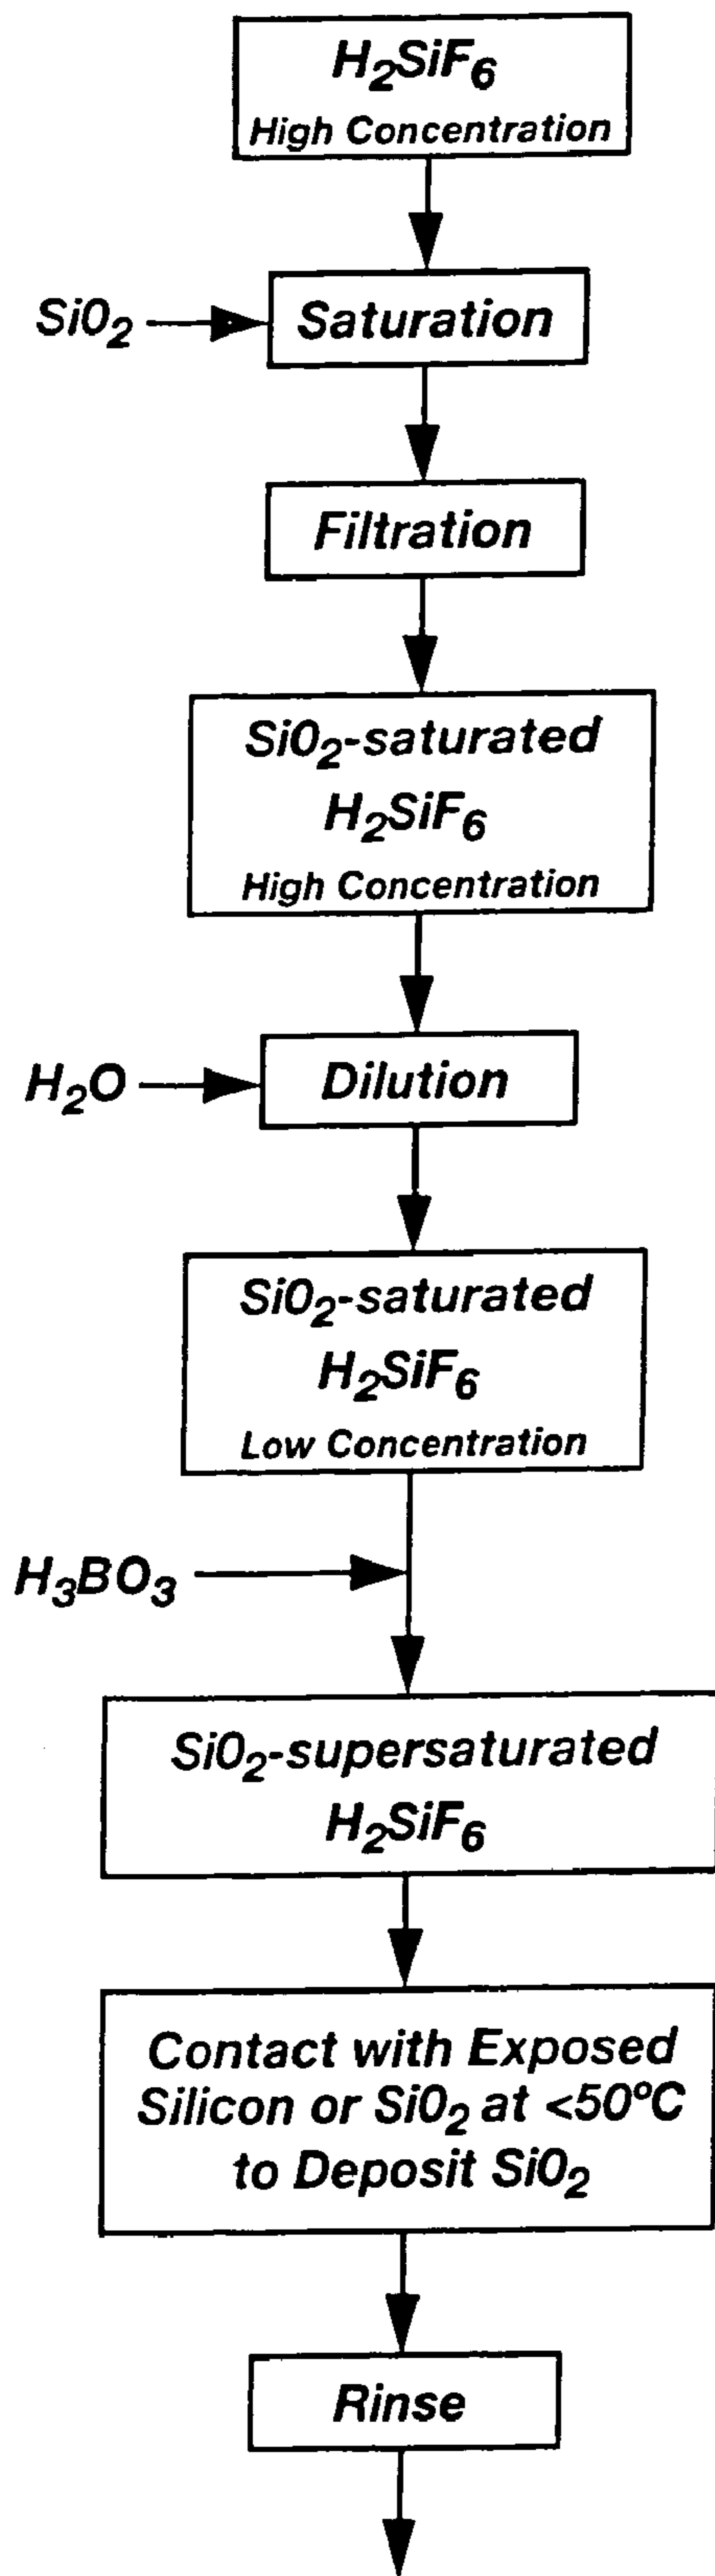 H₂SiF₆
High Concentration
SiO₂
Saturation
Filtration
SiO₂-saturated
H₂SiF₆
High Concentration
H₂O
Dilution
SiO₂-saturated
H₂SiF₆
Low Concentration
H₃BO₃
SiO₂-supersaturated
H₂SiF₆
Contact with Exposed
Silicon or SiO₂ at <50°C
to Deposit SiO₂
Rinse